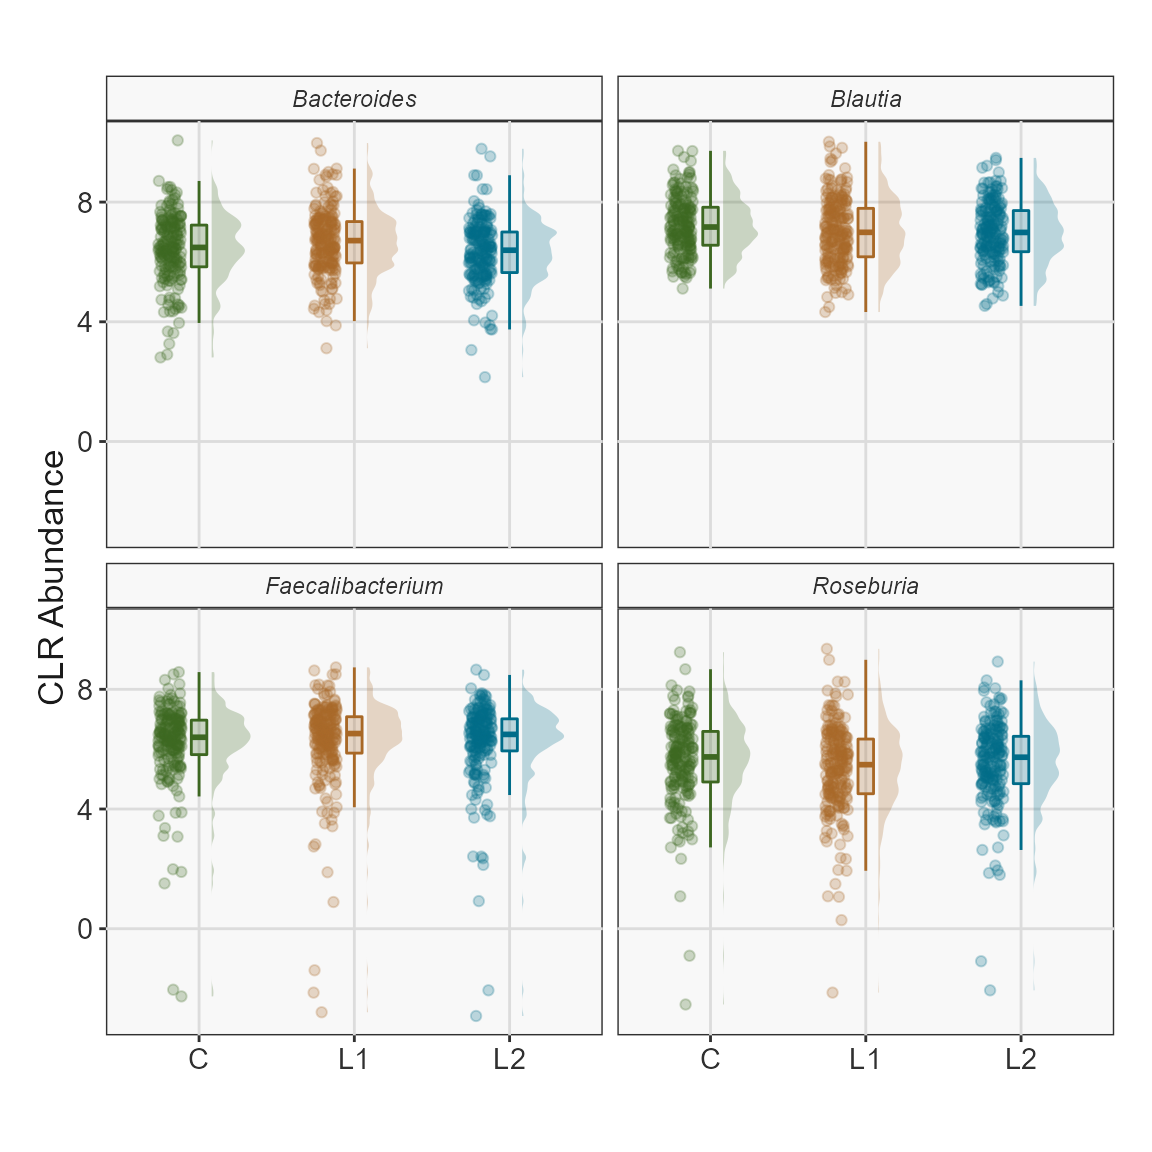 Bacteroides
Blautia
8
4
0
CLR Abundance
Faecalibacterium
Roseburia
8
4
0
C
L1
L2
C
L1
L2